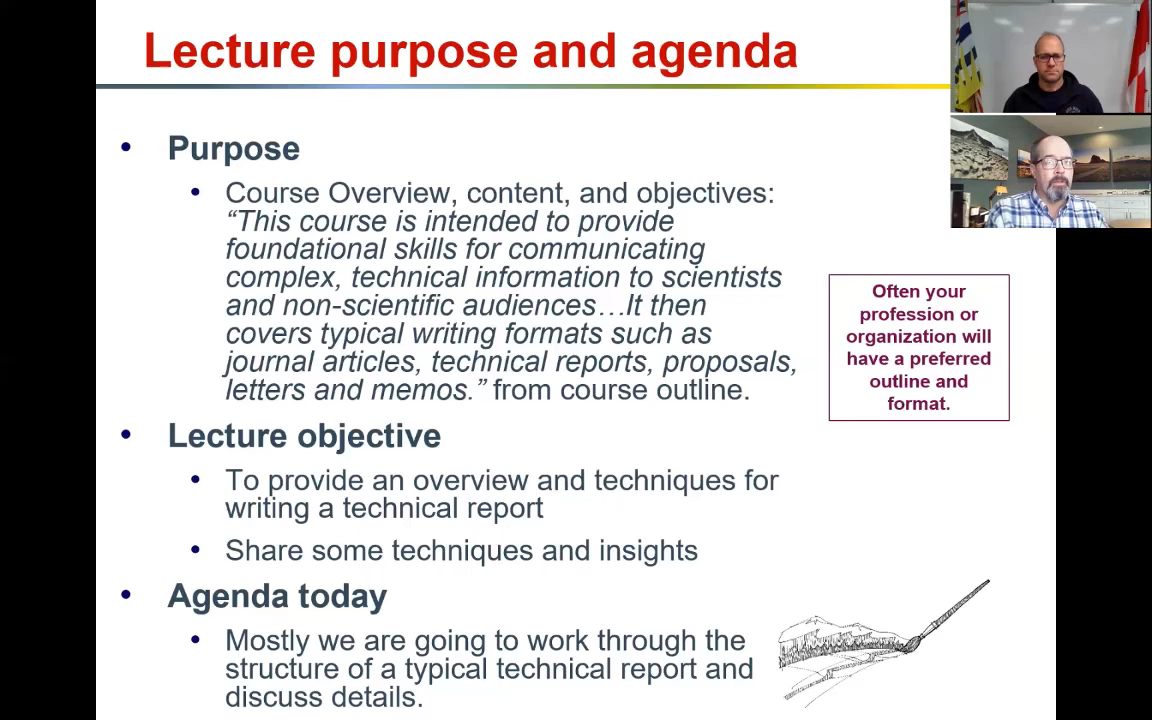 Lecture purpose and agenda
• Purpose
• Course Overview, content, and objectives:
“This course is intended to provide
foundational skills for communicating
complex, technical information to scientists
and non-scientific audiences…It then
covers typical writing formats such as
journal articles, technical reports, proposals,
letters and memos.” from course outline.
Often your
profession or
organization will
have a preferred
outline and
format.
• Lecture objective
• To provide an overview and techniques for
writing a technical report
• Share some techniques and insights
• Agenda today
• Mostly we are going to work through the
structure of a typical technical report and
discuss details.